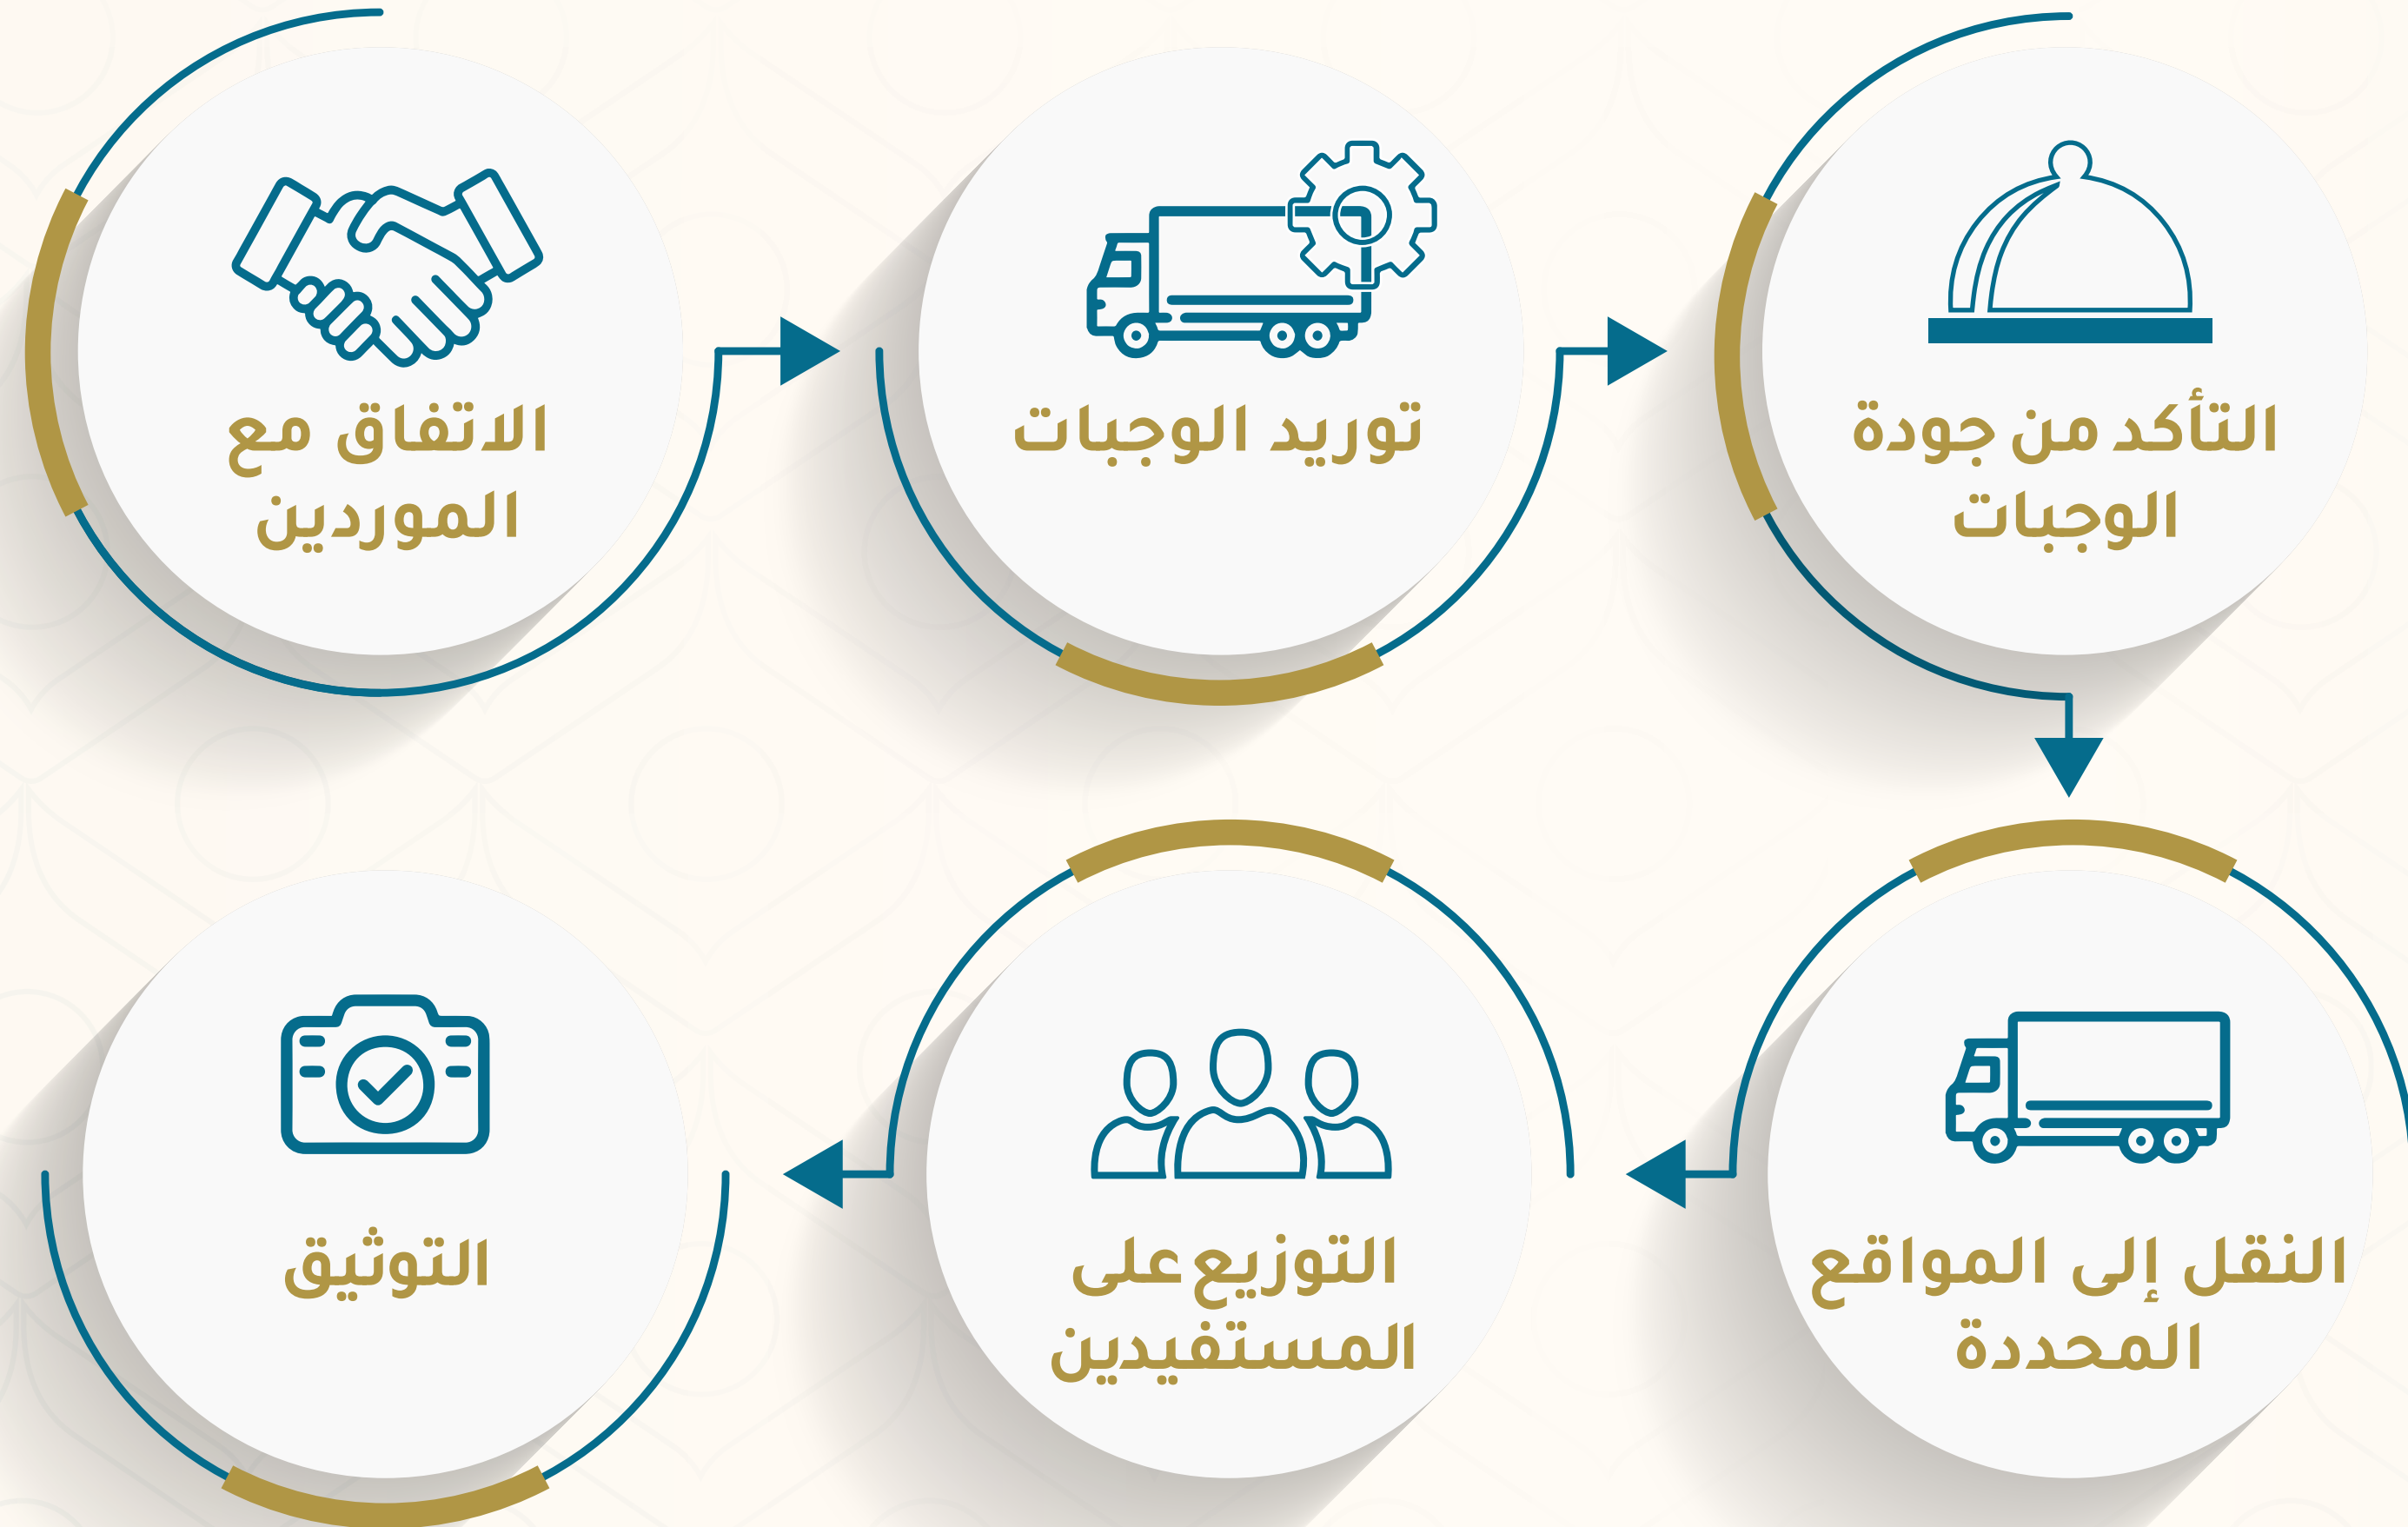 الاتفاق مع
الموردين
توريد الوجبات
التأكد من جودة
الوجبات
النقل إلى المواقع
المحددة
التوزيع على
المستفيدين
التوثيق